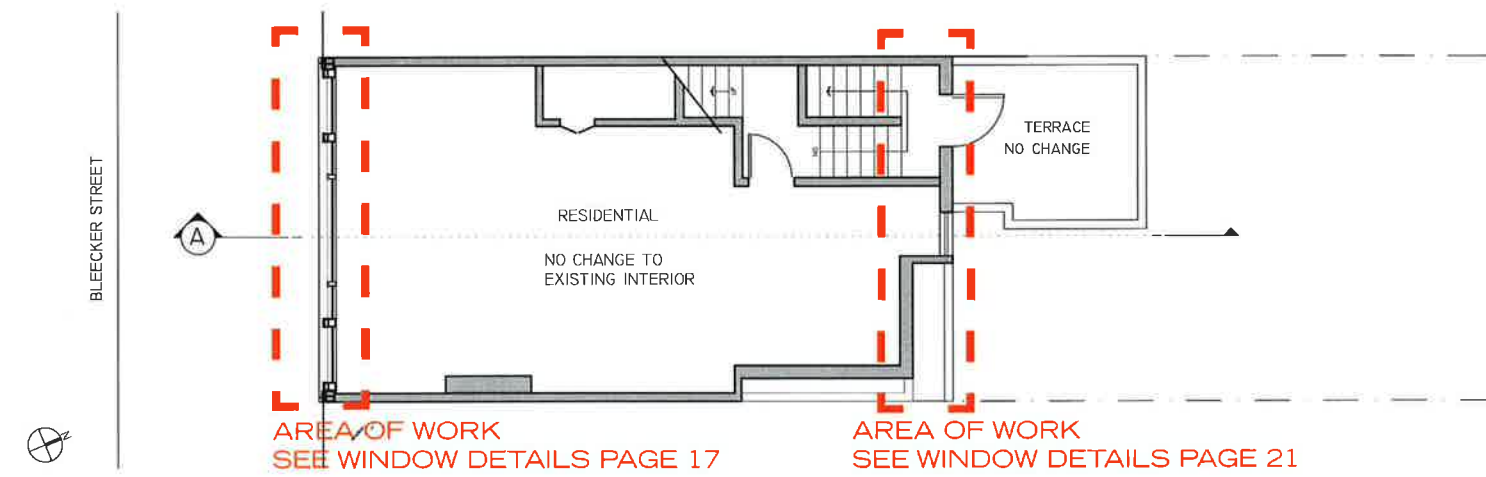 BLEECKER STREET
A
RESIDENTIAL
NO CHANGE TO
EXISTING INTERIOR
TERRACE
NO CHANGE
AREA OF WORK
SEE WINDOW DETAILS PAGE 17
AREA OF WORK
SEE WINDOW DETAILS PAGE 21